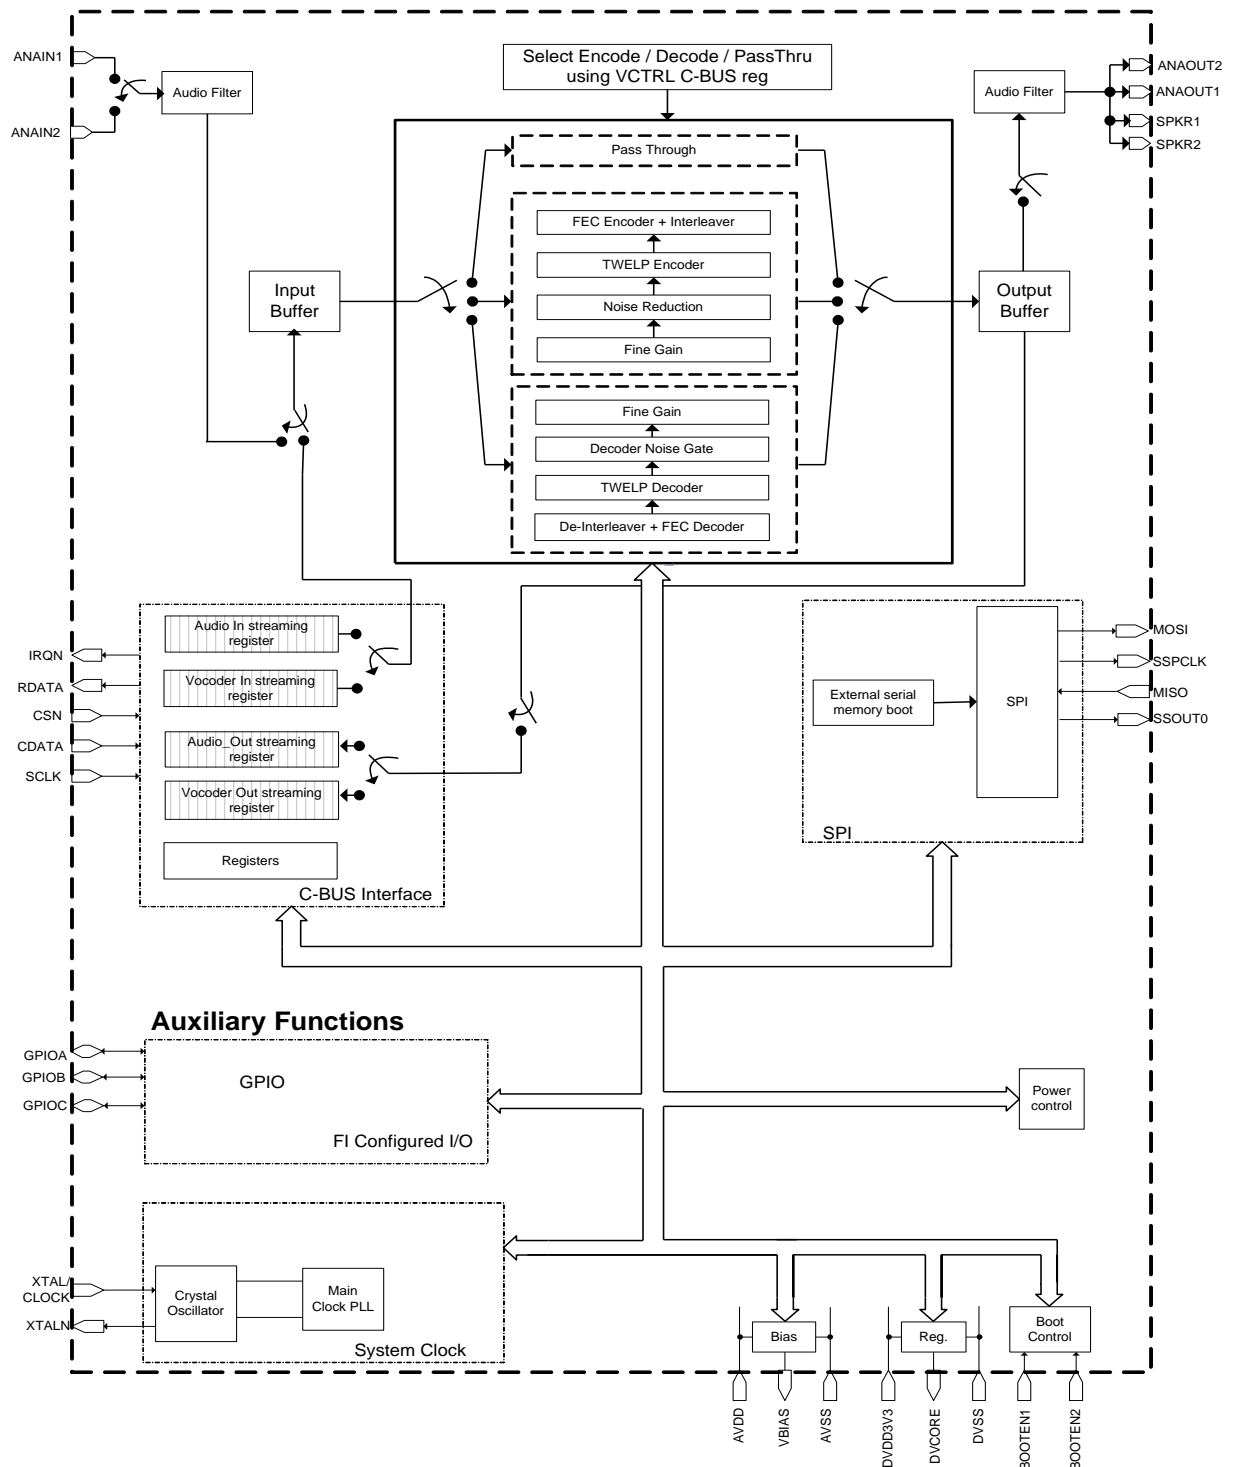 ANAIN1
ANAIN2
Audio Filter
Select Encode / Decode / PassThru
using VCTRL C-BUS reg
Audio Filter
ANAOUT2
ANAOUT1
SPKR1
SPKR2
Pass Through
FEC Encoder + Interleaver
TWELP Encoder
Noise Reduction
Fine Gain
Input
Buffer
Output
Buffer
Fine Gain
Decoder Noise Gate
TWELP Decoder
De-Interleaver + FEC Decoder
Audio In streaming
register
Vocoder In streaming
register
Audio_Out streaming
register
Vocoder Out streaming
register
Registers
C-BUS Interface
IRQN
RDATA
CSN
CDATA
SCLK
External serial
memory boot
SPI
SPI
MOSI
SSPCLK
MISO
SSOUT0
Auxiliary Functions
GPIOA
GPIOB
GPIOC
GPIO
FI Configured I/O
Power
control
XTAL/
CLOCK
XTALN
Crystal
Oscillator
Main
Clock PLL
System Clock
Bias
Reg.
Boot
Control
AVDD
VBIAS
AVSS
DVDD3V3
DVCORE
DVSS
BOOTEN1
BOOTEN2